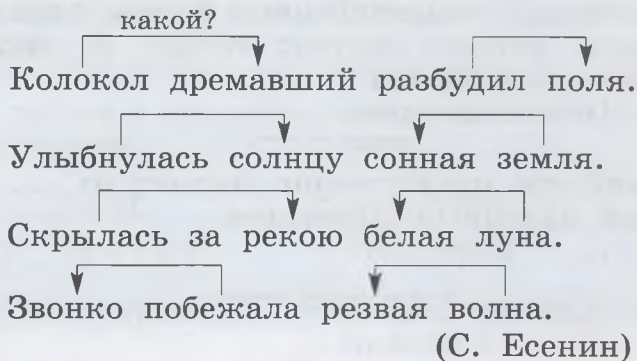 какой?
Колокол дремавший разбудил поля.
Улыбнулась солнцу сонная земля.
Скрылась за рекою белая луна.
Звонко побежала резвая волна.
(С. Есенин)